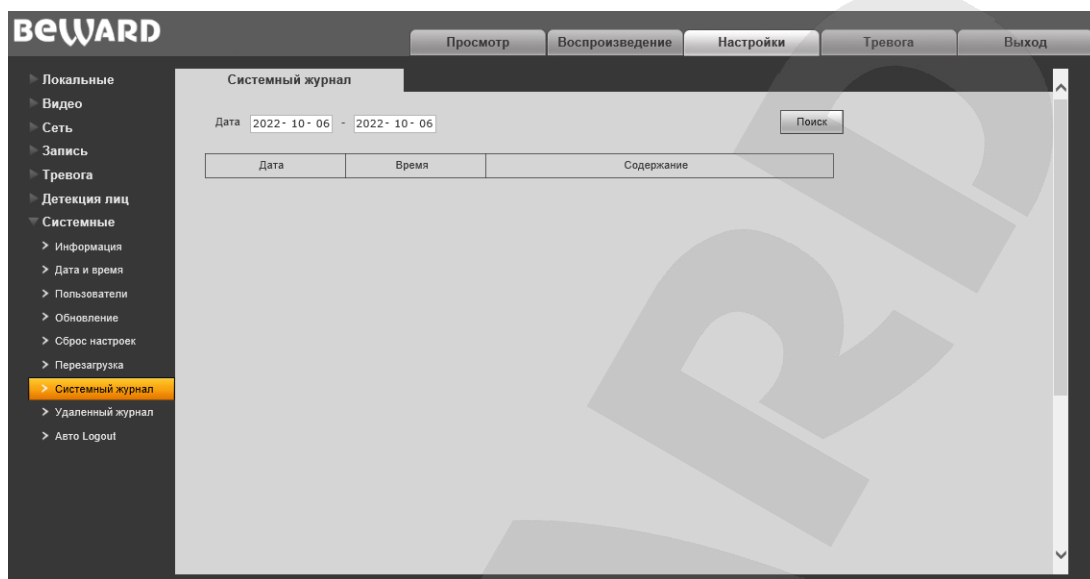 BEWARD
Просмотр Воспроизведение Настройки Тревога Выход
Локальные
Видео
Сеть
Запись
Тревога
Детекция лиц
Системные
Информация
Дата и время
Пользователи
Обновление
Сброс настроек
Перезагрузка
Системный журнал
Удаленный журнал
Авто Logout
Системный журнал
Дата 2022- 10- 06 - 2022- 10- 06 Поиск
Дата Время Содержание